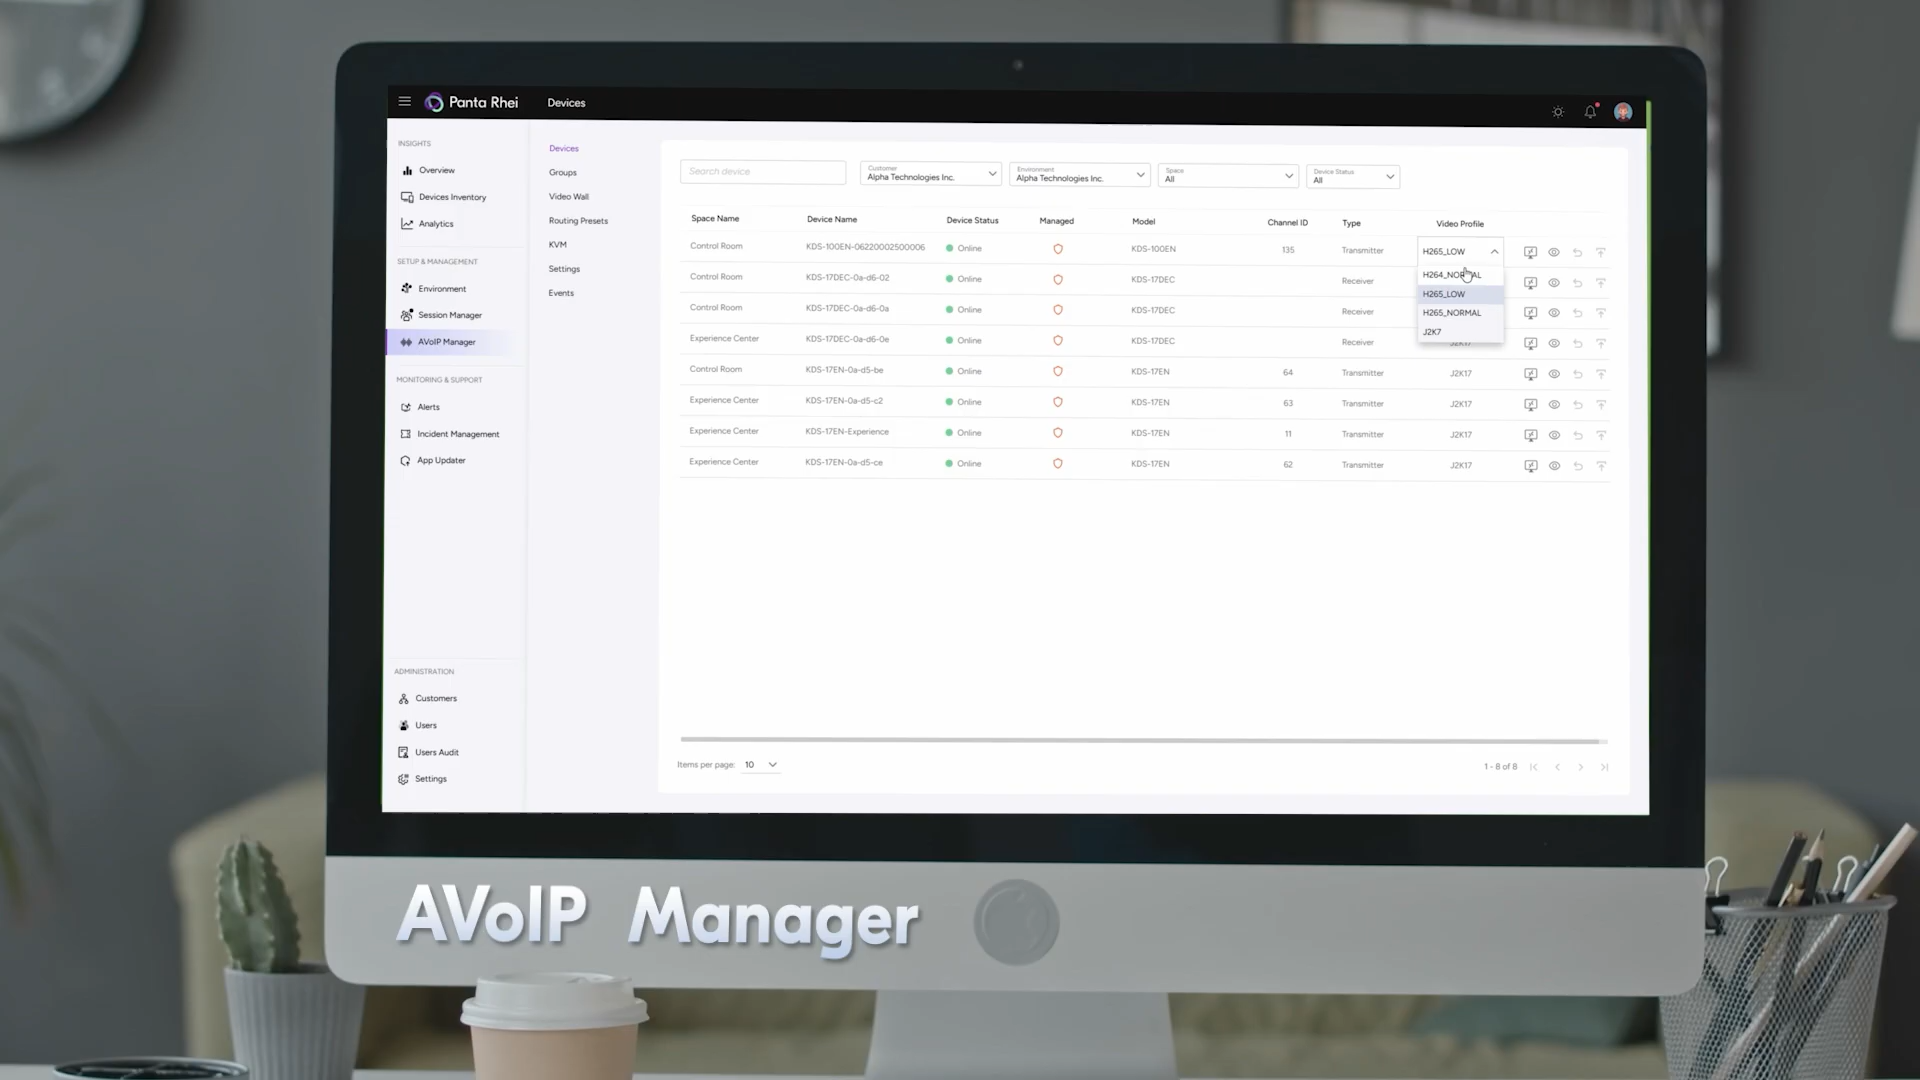 Panta Rhei
Devices
INSIGHTS
Overview
Devices Inventory
Analytics
SETUP & MANAGEMENT
Environment
Session Manager
AVoIP Manager
MONITORING & SUPPORT
Alerts
Incident Management
App Updater
ADMINISTRATION
Customers
Users
Users Audit
Settings
Devices
Groups
Video Wall
Routing Presets
KVM
Settings
Events
Search device
Customer
Alpha Technologies Inc.
Environment
Alpha Technologies Inc.
Space
All
Device Status
All
Space Name Device Name Device Status Managed Model Channel ID Type Video Profile
Control Room KDS-100EN-06220002500006 Online KDS-100EN 135 Transmitter H265_LOW
Control Room KDS-17DEC-0a-d6-02 Online KDS-17DEC Receiver
Control Room KDS-17DEC-0a-d6-0a Online KDS-17DEC Receiver
Experience Center KDS-17DEC-0a-d6-0e Online KDS-17DEC Receiver
Control Room KDS-17EN-0a-d5-be Online KDS-17EN 64 Transmitter J2K17
Experience Center KDS-17EN-0a-d5-c2 Online KDS-17EN 63 Transmitter J2K17
Experience Center KDS-17EN-Experience Online KDS-17EN 11 Transmitter J2K17
Experience Center KDS-17EN-0a-d5-ce Online KDS-17EN 62 Transmitter J2K17
H264_NORMAL
H265_LOW
H265_NORMAL
J2K7
Items per page: 10
1 - 8 of 8
AVoIP Manager